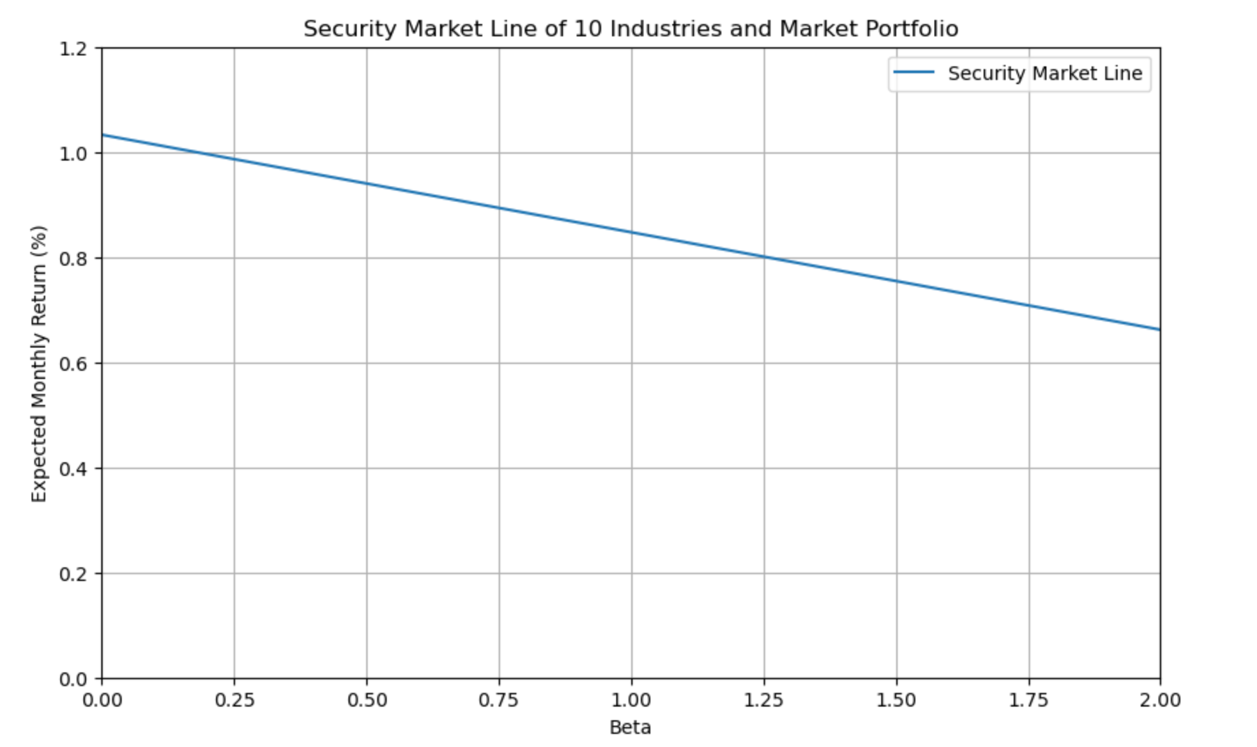 Security Market Line of 10 Industries and Market Portfolio
Security Market Line
Expected Monthly Return (%)
1.2
1.0
0.8
0.6
0.4
0.2
0.0
0.00 0.25 0.50 0.75 1.00 1.25 1.50 1.75 2.00
Beta